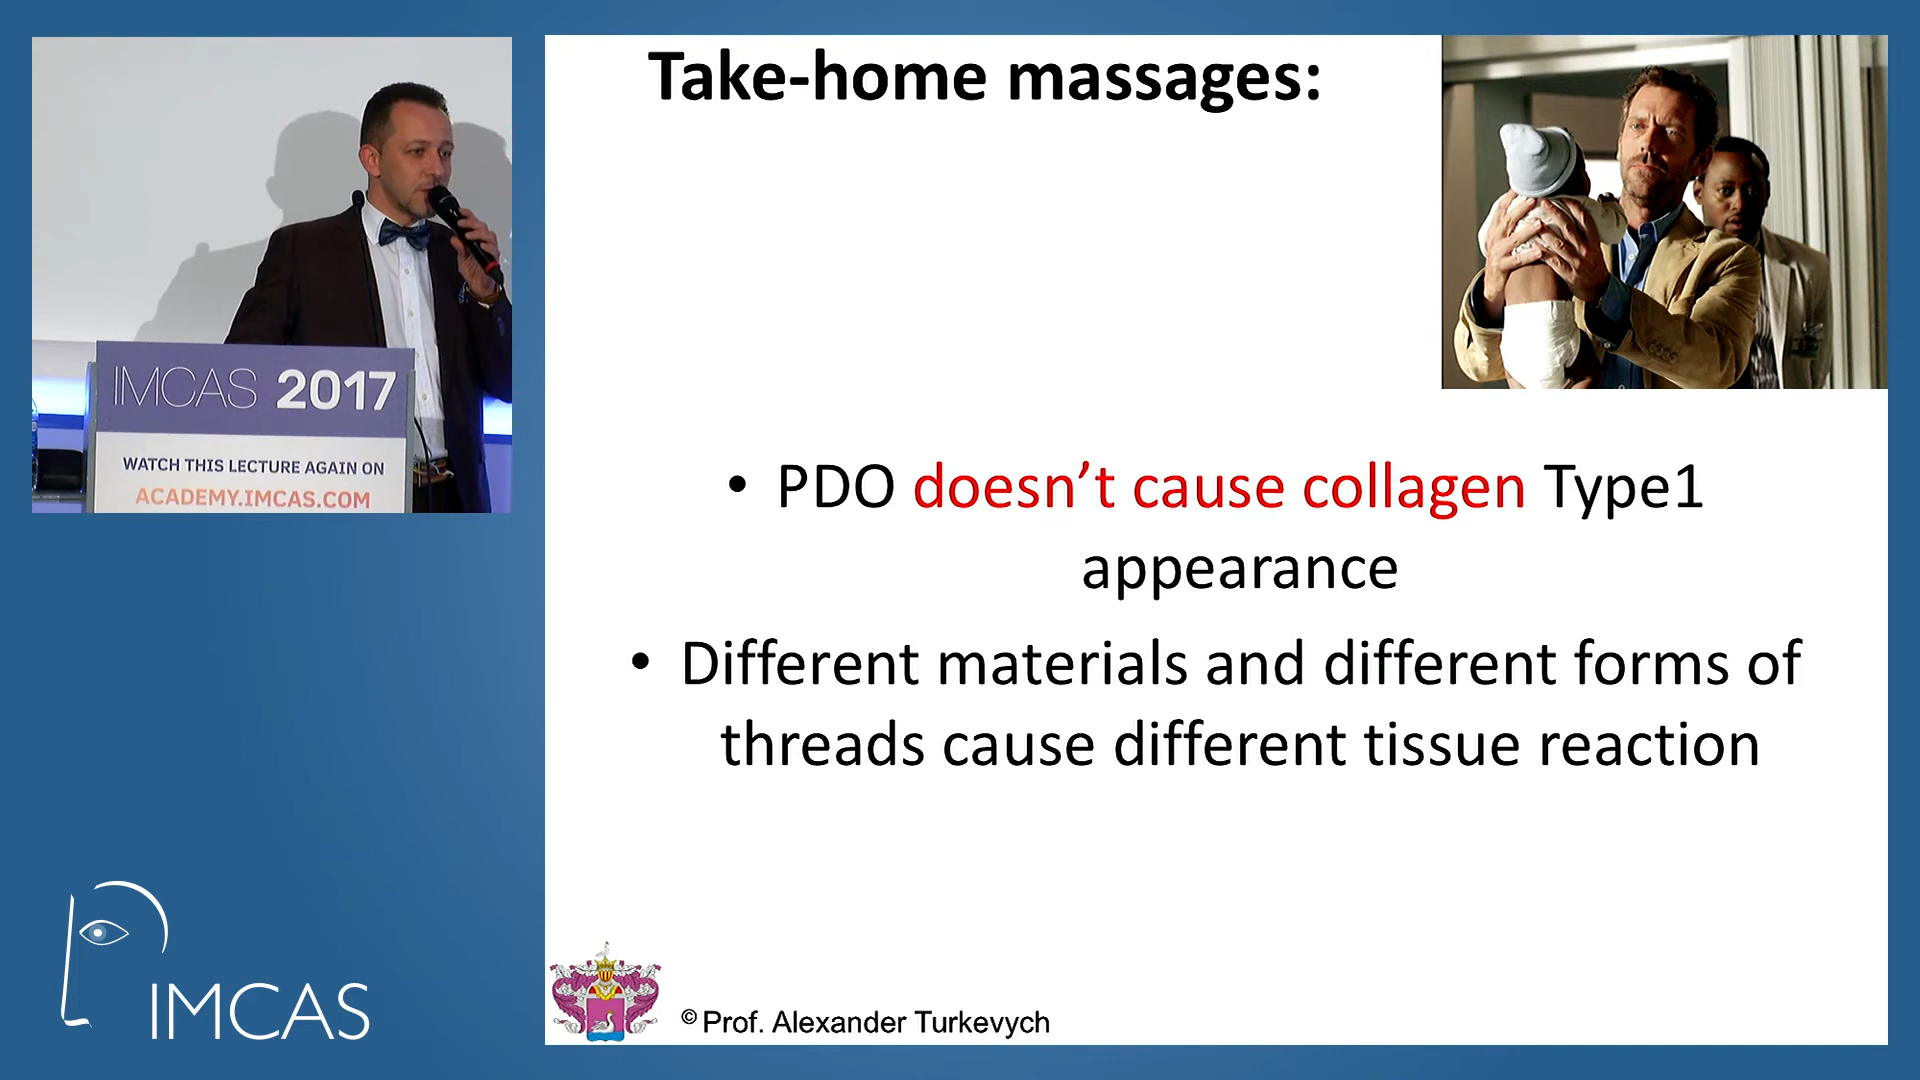 Take-home massages:
• PDO doesn’t cause collagen Type1
appearance
• Different materials and different forms of
threads cause different tissue reaction
© Prof. Alexander Turkevych
IMCAS 2017
WATCH THIS LECTURE AGAIN ON
ACADEMY.IMCAS.COM
IMCAS